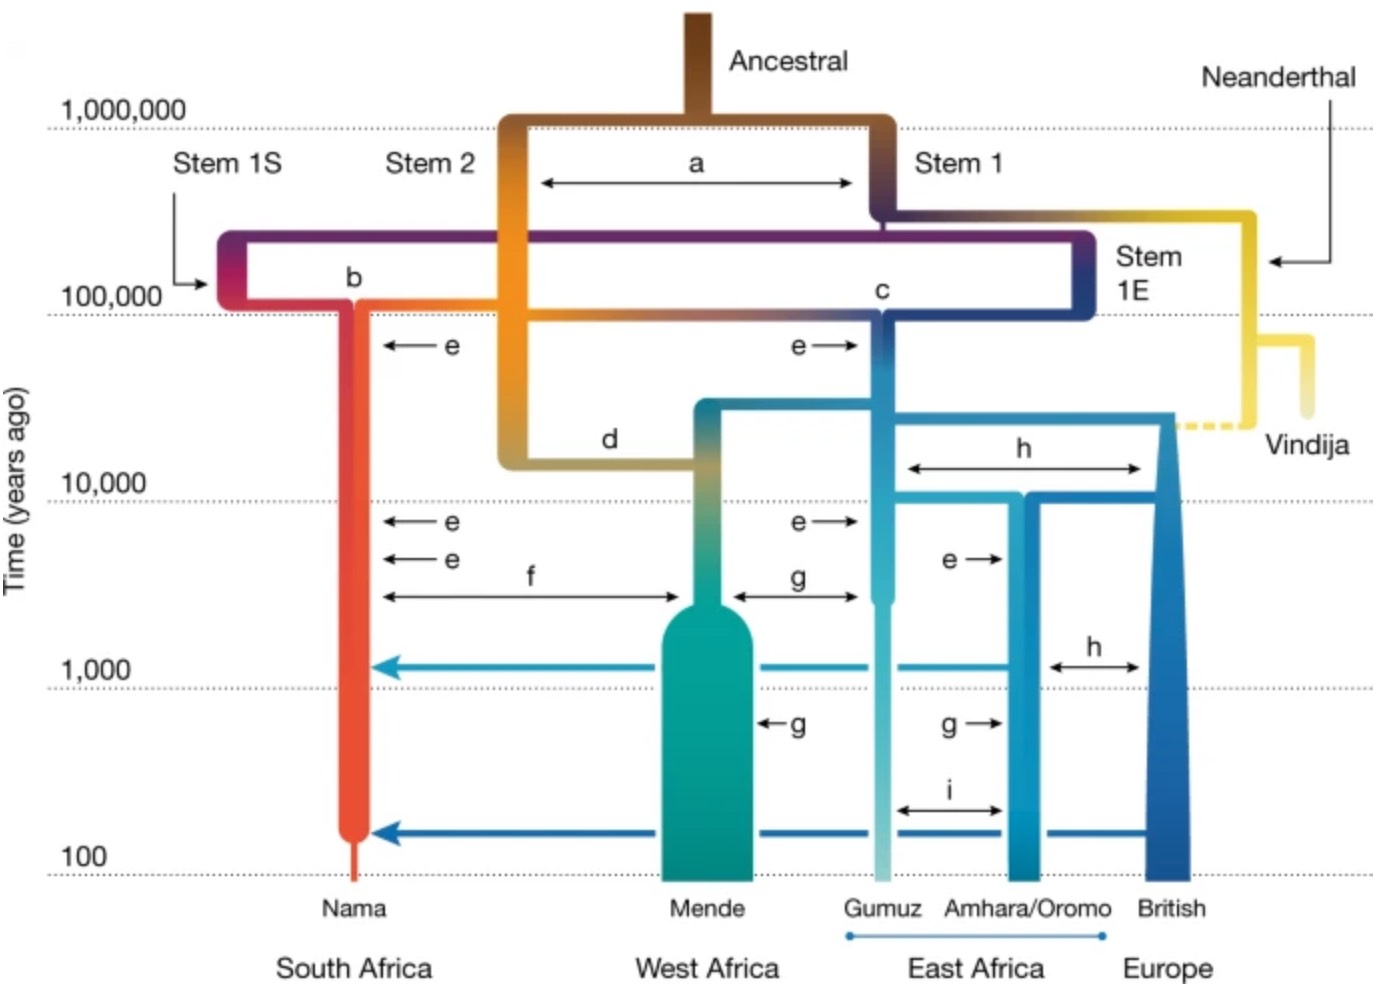 Ancestral
Neanderthal
1,000,000
Stem 1S
Stem 2
a
Stem 1
b
Stem
1E
100,000
c
e
e
d
h
Vindija
10,000
e
e
e
e
f
g
h
1,000
g
g
i
100
Time (years ago)
Nama
Mende
Gumuz
Amhara/Oromo
British
South Africa
West Africa
East Africa
Europe